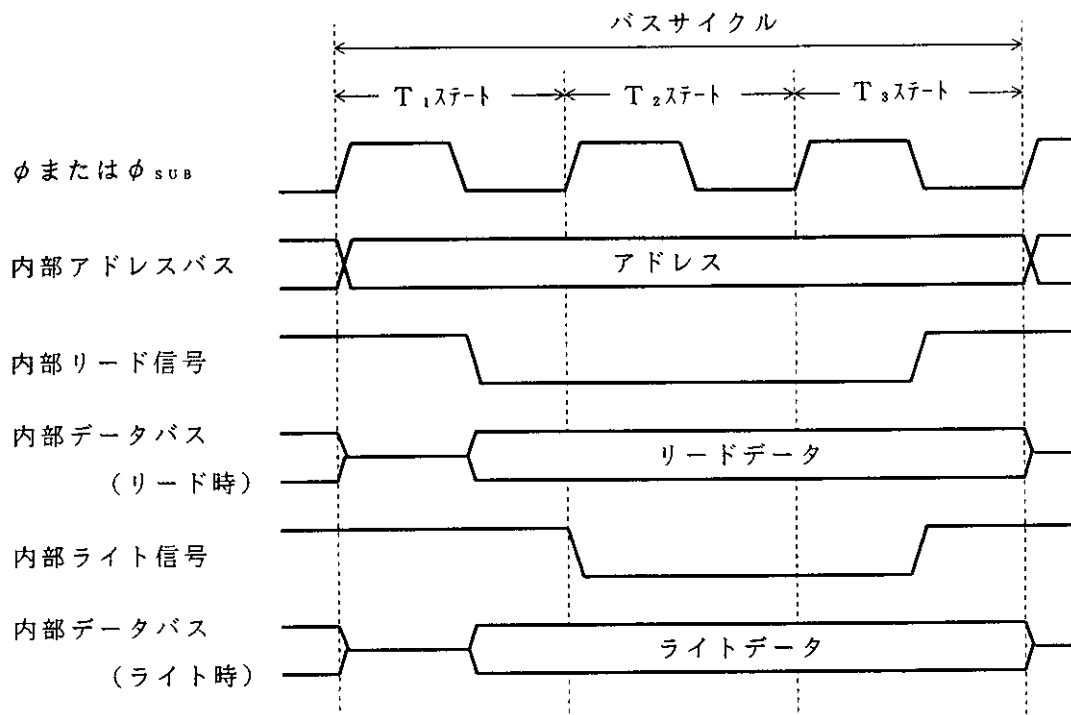 バスサイクル
T₁ステート
T₂ステート
T₃ステート
φまたはφSUB
内部アドレスバス
アドレス
内部リード信号
内部データバス
(リード時)
リードデータ
内部ライト信号
内部データバス
(ライト時)
ライトデータ